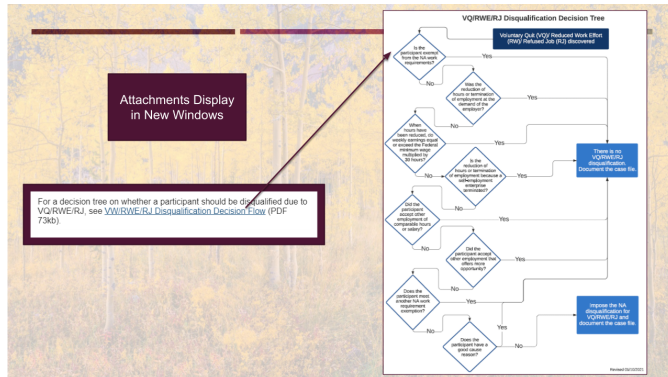 VQ/RWE/RJ Disqualification Decision Tree
Voluntary Quit (VQ)/ Reduced Work Effort
(RW)/ Refused Job (RJ) discovered
Is the
participant exempt
from the NA work
requirements?
Yes
No
Was the
reduction of
hours or termination
of employment at the
demand of the
employer?
Yes
No
Attachments Display
in New Windows
When
hours have
been reduced, do
weekly earnings equal
or exceed the Federal
minimum wage
multiplied by
30 hours?
Yes
No
Is the
reduction of
hours or termination
of employment because a
self-employment
enterprise
terminated?
Yes
No
There is no
VQ/RWE/RJ
disqualification.
Document the case file.
For a decision tree on whether a participant should be disqualified due to
VQ/RWE/RJ, see VW/RWE/RJ Disqualification Decision Flow (PDF
73kb).
Did the
participant
accept other
employment of
comparable hours
or salary?
Yes
No
Did the
participant accept
other employment that
offers more
opportunity?
Yes
No
Does the
participant meet
another NA work
requirement
exemption?
Yes
No
Does the
participant have a
good cause
reason?
Yes
No
Impose the NA
disqualification for
VQ/RWE/RJ and
document the case file.